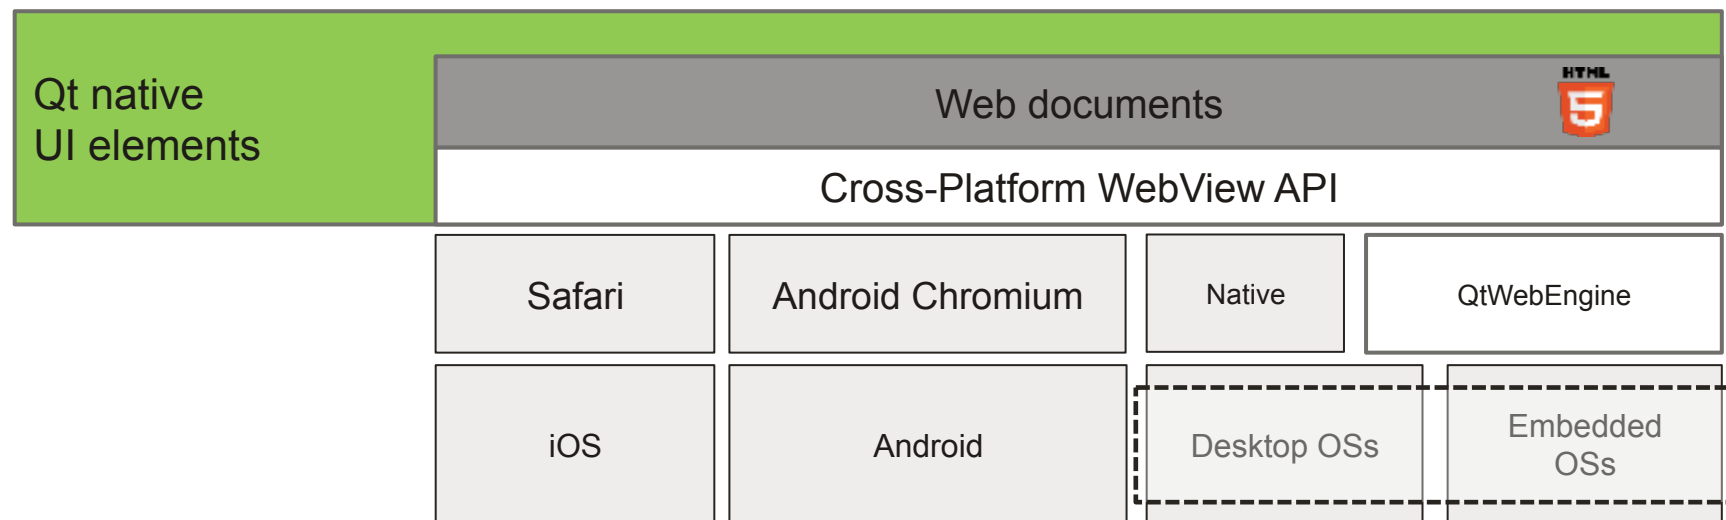 Qt native
UI elements
Web documents
HTML
5
Cross-Platform WebView API
Safari
Android Chromium
Native
QtWebEngine
iOS
Android
Desktop OSs
Embedded
OSs